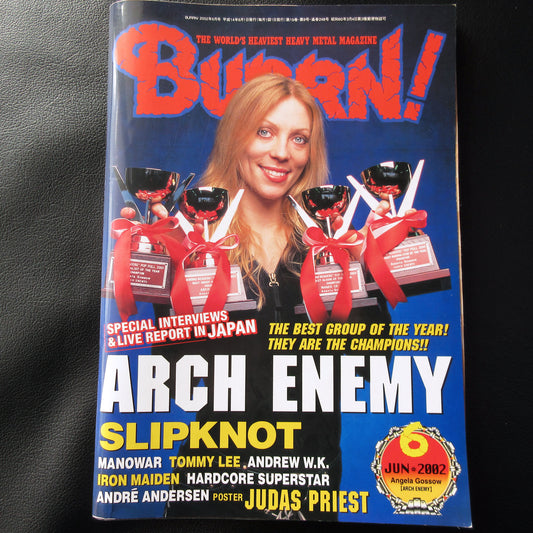 THE WORLD'S HEAVIEST HEAVY METAL MAGAZINE
BURRN!
SPECIAL INTERVIEWS
& LIVE REPORT IN JAPAN
THE BEST GROUP OF THE YEAR!
THEY ARE THE CHAMPIONS!!
ARCH ENEMY
SLIPKNOT
MANOWAR TOMMY LEE ANDREW W.K.
IRON MAIDEN HARDCORE SUPERSTAR
ANDRÉ ANDERSEN POSTER JUDAS PRIEST
6
JUN 2002
Angela Gossow
[ARCH ENEMY]